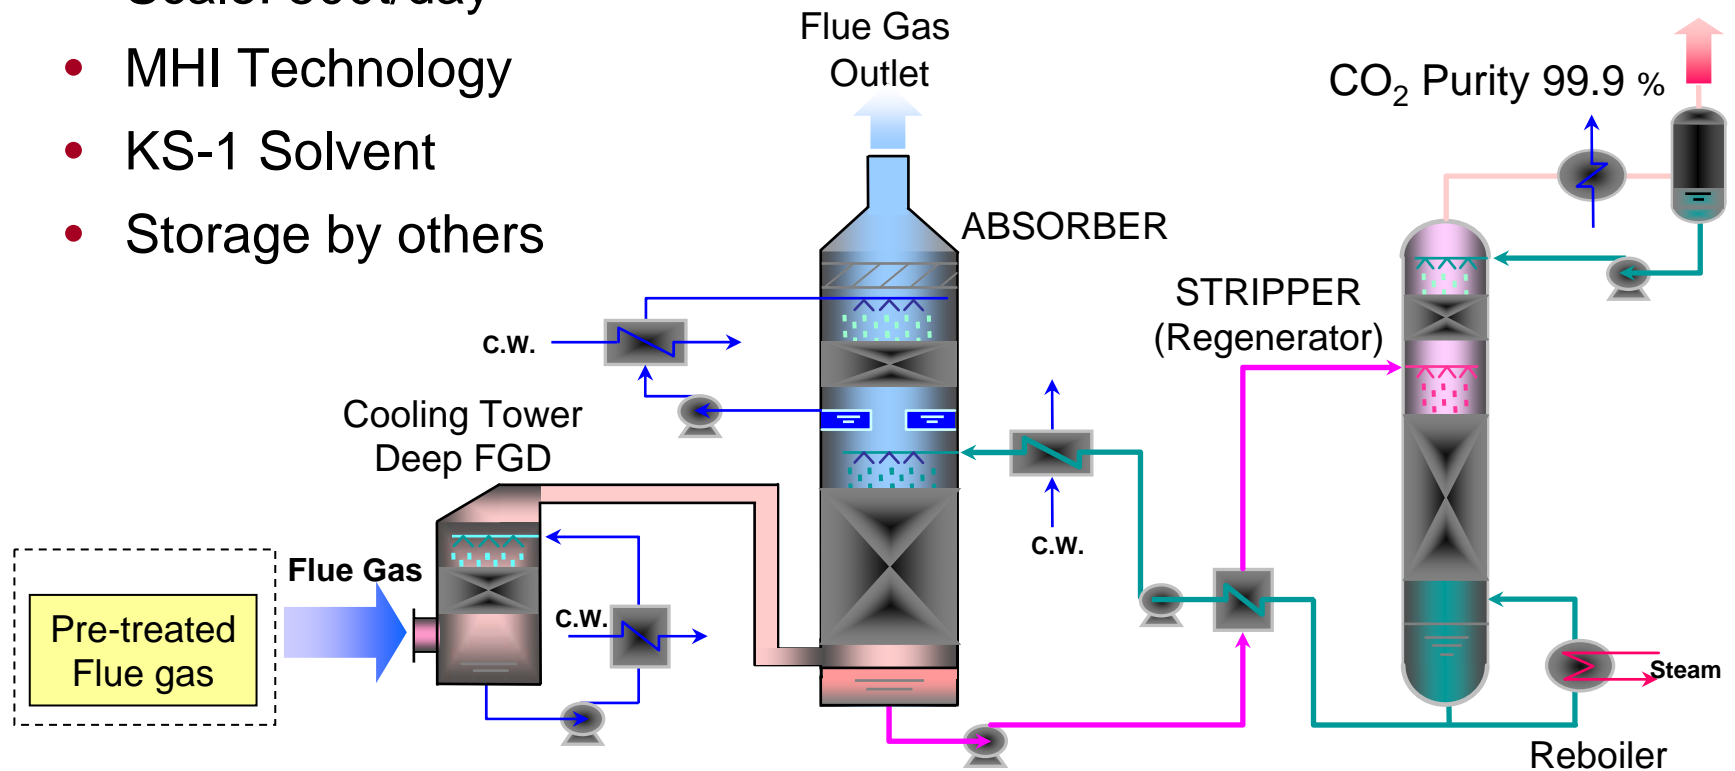 • MHI Technology
• KS-1 Solvent
• Storage by others
Flue Gas
Outlet
CO₂ Purity 99.9 %
ABSORBER
STRIPPER
(Regenerator)
C.W.
Cooling Tower
Deep FGD
C.W.
Flue Gas
C.W.
Pre-treated
Flue gas
Steam
Reboiler